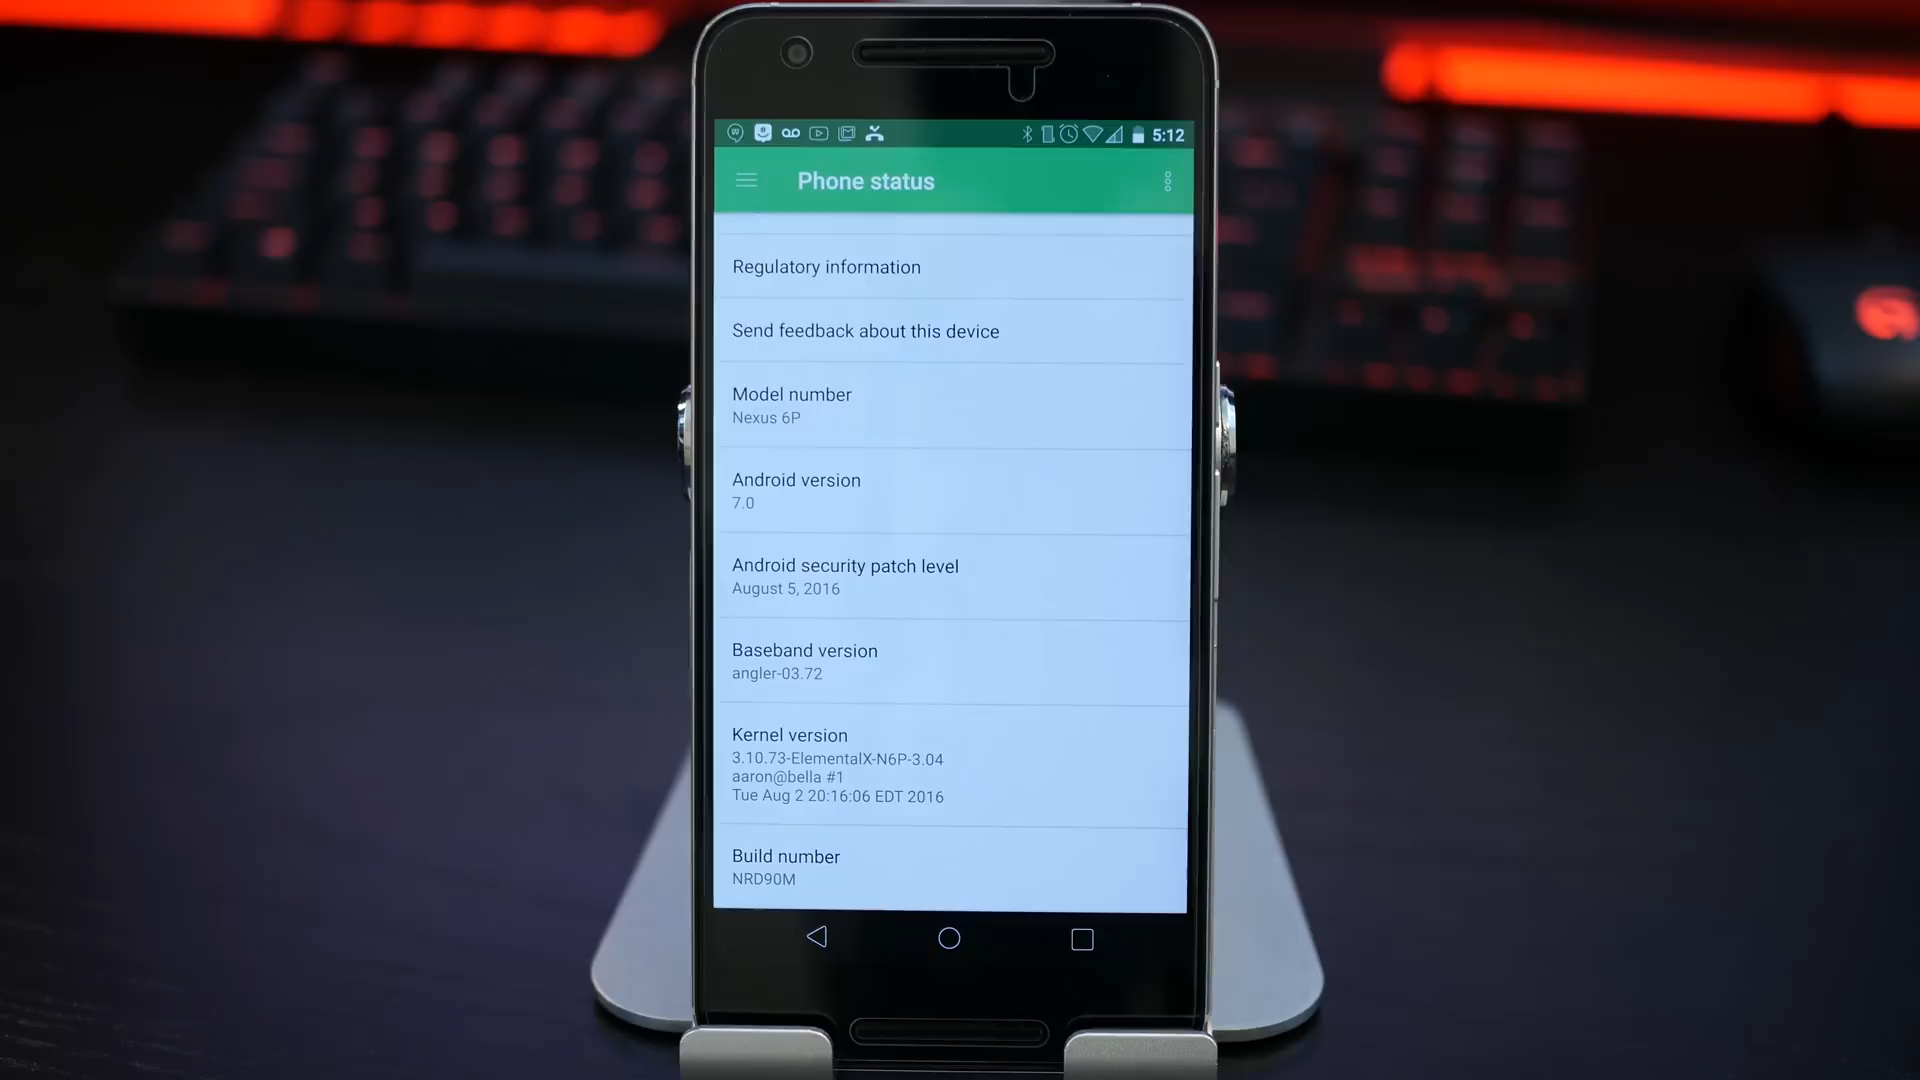 5:12
Phone status
Regulatory information
Send feedback about this device
Model number
Nexus 6P
Android version
7.0
Android security patch level
August 5, 2016
Baseband version
angler-03.72
Kernel version
3.10.73-ElementalX-N6P-3.04
aaron@bella #1
Tue Aug 2 20:16:06 EDT 2016
Build number
NRD90M